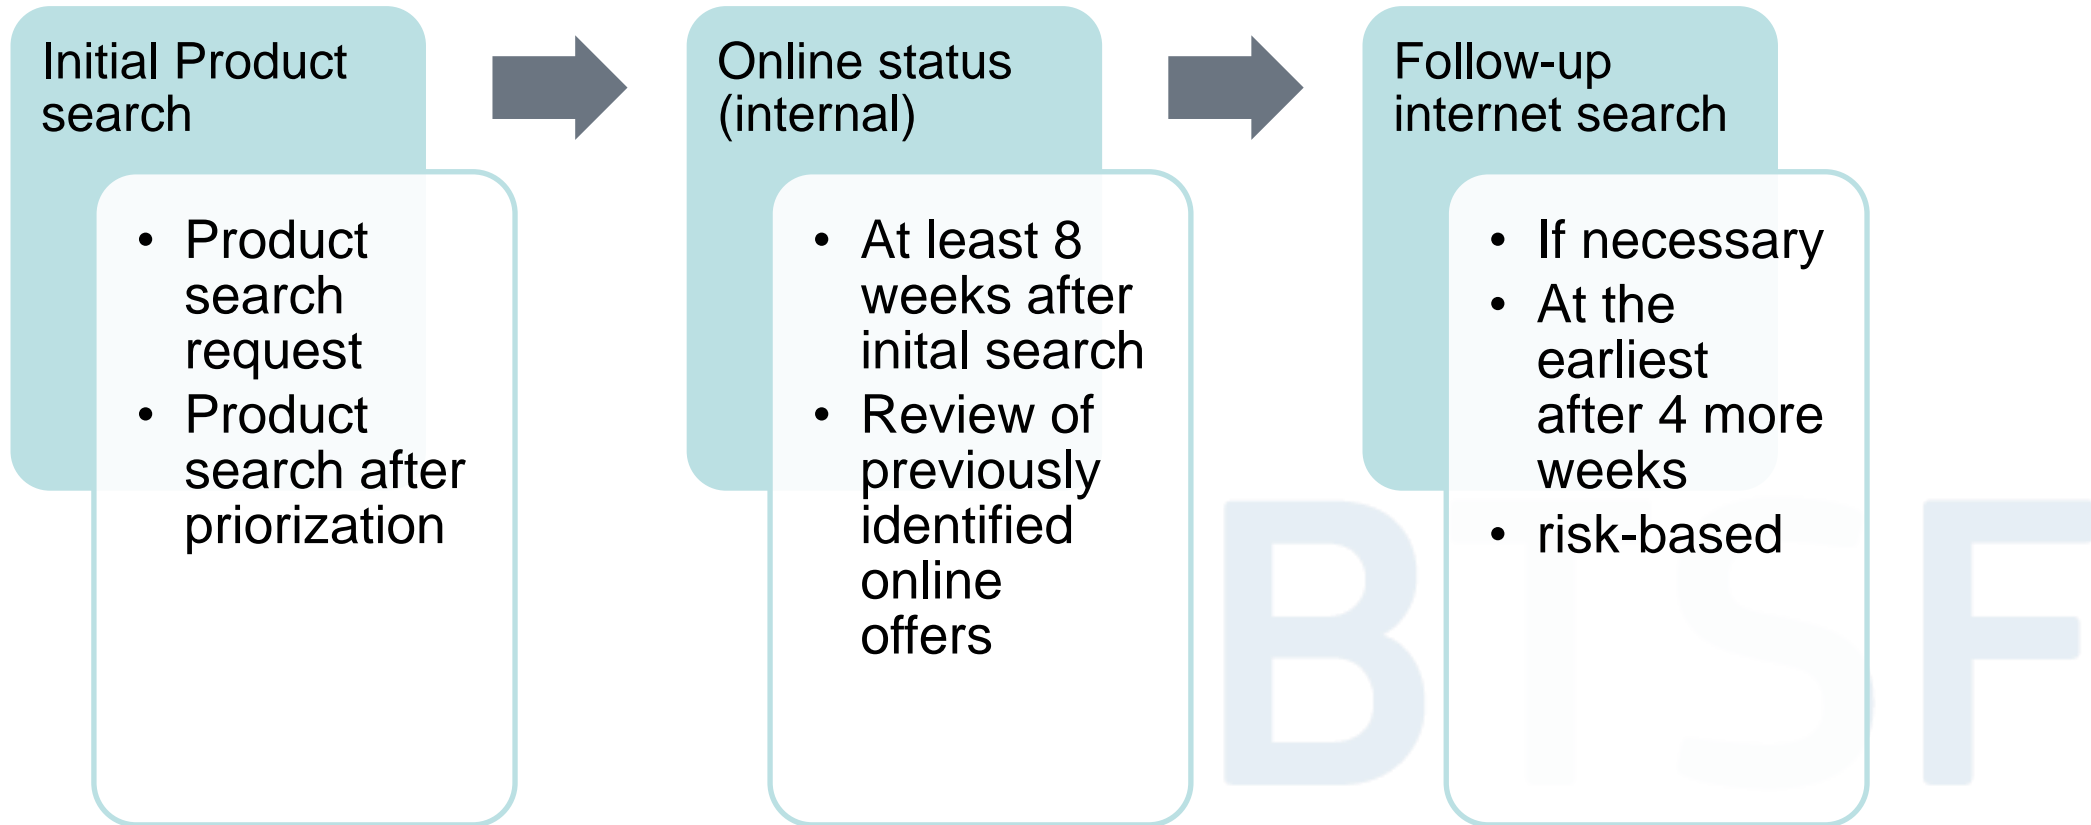 Initial Product
search
• Product
search
request
• Product
search after
priorization
Online status
(internal)
• At least 8
weeks after
inital search
• Review of
previously
identified
online
offers
Follow-up
internet search
• If necessary
• At the
earliest
after 4 more
weeks
• risk-based
BTSF